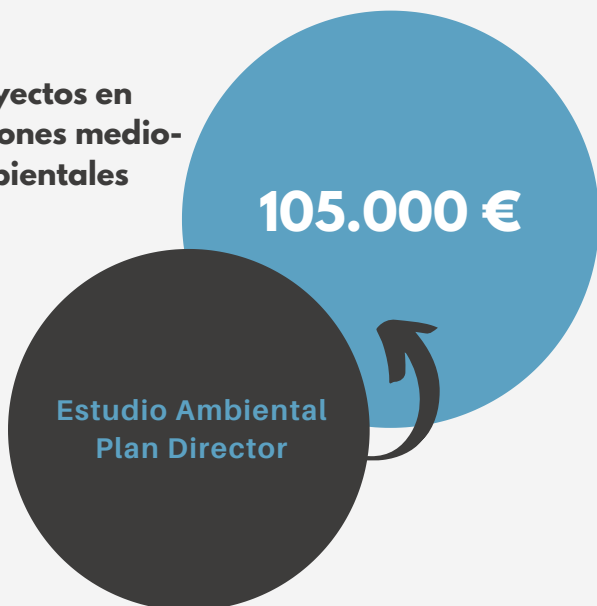 yectos en
ones medio-
bientales
105.000 €
Estudio Ambiental
Plan Director